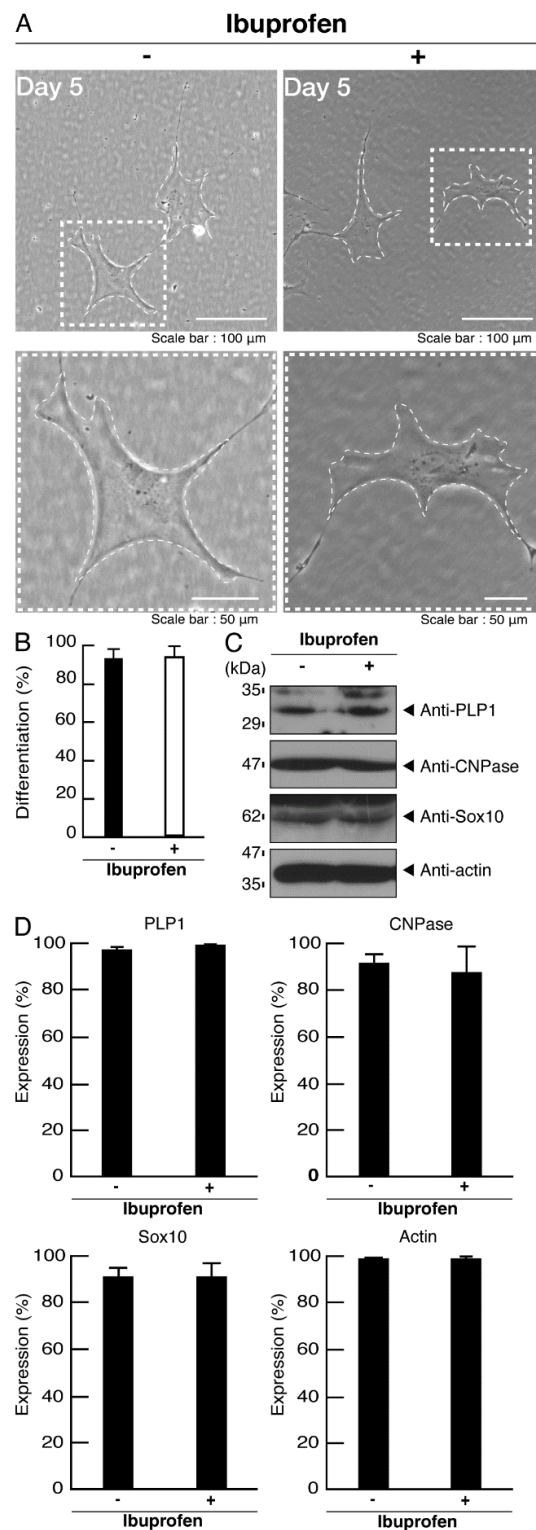 A
Ibuprofen
- +
Day 5 Day 5
Scale bar : 100 µm Scale bar : 100 µm
Scale bar : 50 µm Scale bar : 50 µm
B
Differentiation (%)
100
80
60
40
20
0
- +
Ibuprofen
C
Ibuprofen
(kDa) - +
35
29
Anti-PLP1
47
Anti-CNPase
62
Anti-Sox10
47
35
Anti-actin
D
PLP1
Expression (%)
100
80
60
40
20
0
- +
Ibuprofen
CNPase
Expression (%)
100
80
60
40
20
0
- +
Ibuprofen
Sox10
Expression (%)
100
80
60
40
20
0
- +
Ibuprofen
Actin
Expression (%)
100
80
60
40
20
0
- +
Ibuprofen